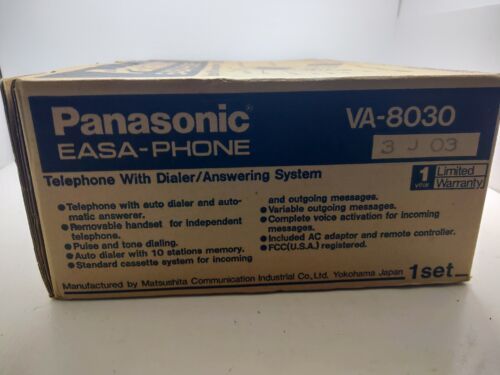 Panasonic®
VA-8030
EASA-PHONE
3 J 03
Telephone With Dialer/Answering System
1 year Limited Warranty
● Telephone with auto dialer and auto-
matic answerer.
● Removable handset for independent
telephone.
● Pulse and tone dialing.
● Auto dialer with 10 stations memory.
● Standard cassette system for incoming
and outgoing messages.
● Variable outgoing messages.
● Complete voice activation for incoming
messages.
● Included AC adaptor and remote controller.
● FCC(U.S.A.) registered.
Manufactured by Matsushita Communication Industrial Co., Ltd. Yokohama Japan
1set